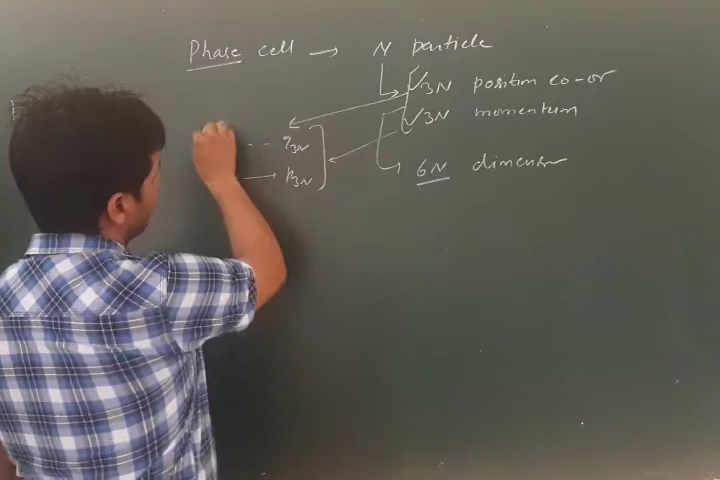 Phase cell → N particle
3N position co-or
3N momentum
-- q3N
→ p3N
6N dimension